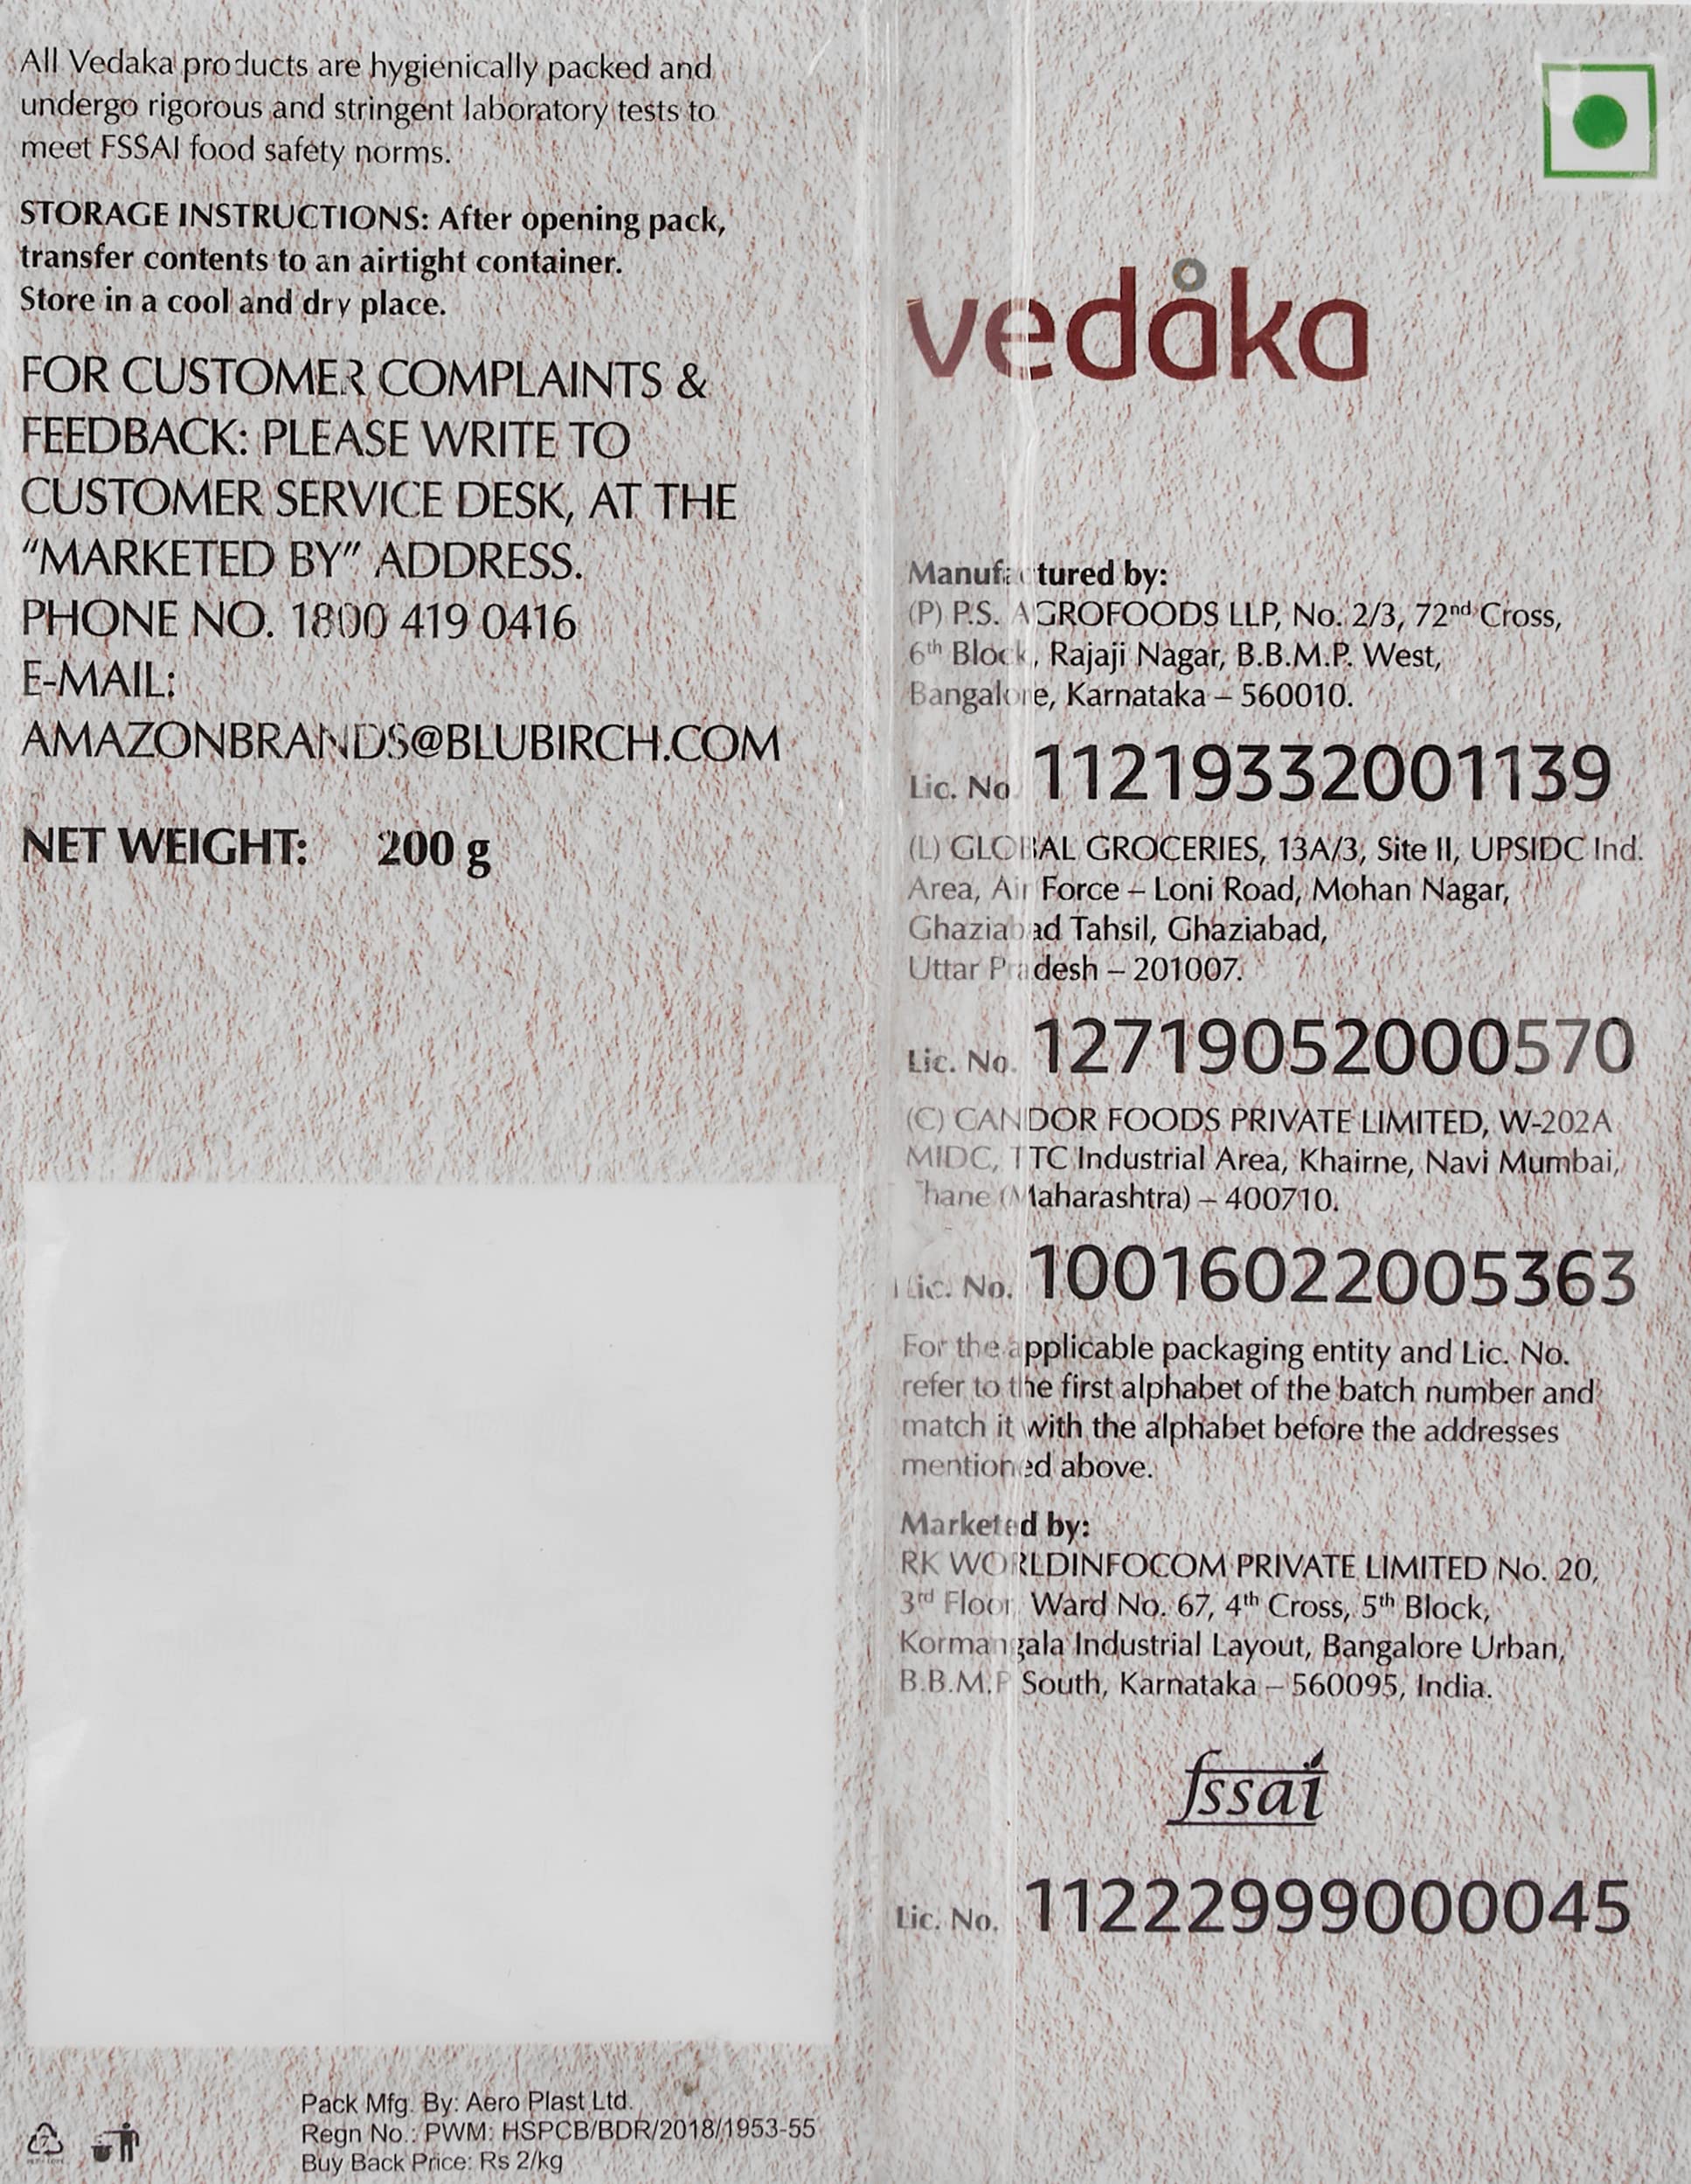 All Vedaka products are hygienically packed and
undergo rigorous and stringent laboratory tests to
meet FSSAI food safety norms.
STORAGE INSTRUCTIONS: After opening pack,
transfer contents to an airtight container.
Store in a cool and dry place.
FOR CUSTOMER COMPLAINTS &
FEEDBACK: PLEASE WRITE TO
CUSTOMER SERVICE DESK, AT THE
“MARKETED BY” ADDRESS.
PHONE NO. 1800 419 0416
E-MAIL:
AMAZONBRANDS@BLUBIRCH.COM
NET WEIGHT: 200 g
Pack Mfg. By: Aero Plast Ltd.
Regn No.: PWM: HSPCB/BDR/2018/1953-55
Buy Back Price: Rs 2/kg
vedåka
Manufactured by:
(P) P.S. AGROFOODS LLP, No. 2/3, 72nd Cross,
6th Block, Rajaji Nagar, B.B.M.P. West,
Bangalore, Karnataka – 560010.
Lic. No. 11219332001139
(L) GLOBAL GROCERIES, 13A/3, Site II, UPSIDC Ind.
Area, Air Force – Loni Road, Mohan Nagar,
Ghaziabad Tahsil, Ghaziabad,
Uttar Pradesh – 201007.
Lic. No. 12719052000570
(C) CANDOR FOODS PRIVATE LIMITED, W-202A
MIDC, TTC Industrial Area, Khairne, Navi Mumbai,
Thane (Maharashtra) – 400710.
Lic. No. 10016022005363
For the applicable packaging entity and Lic. No.
refer to the first alphabet of the batch number and
match it with the alphabet before the addresses
mentioned above.
Marketed by:
RK WORLDINFOCOM PRIVATE LIMITED No. 20,
3rd Floor, Ward No. 67, 4th Cross, 5th Block,
Kormangala Industrial Layout, Bangalore Urban,
B.B.M.P South, Karnataka – 560095, India.
fssai
Lic. No. 11222999000045